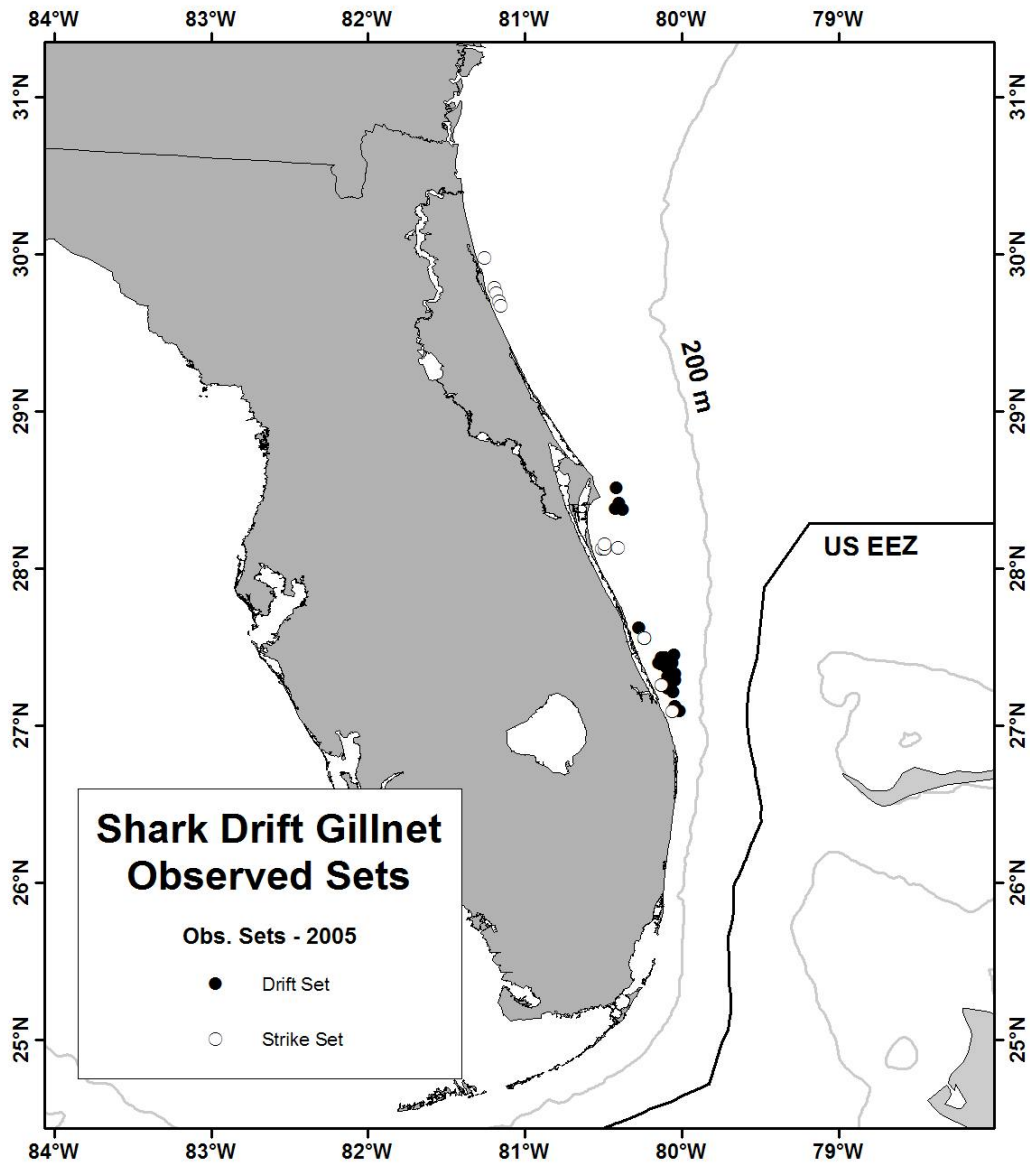 84°W 83°W 82°W 81°W 80°W 79°W
31°N 31°N
30°N 30°N
200 m
29°N 29°N
US EEZ
28°N 28°N
27°N 27°N
Shark Drift Gillnet
Observed Sets
26°N 26°N
Obs. Sets - 2005
Drift Set
Strike Set
25°N 25°N
84°W 83°W 82°W 81°W 80°W 79°W